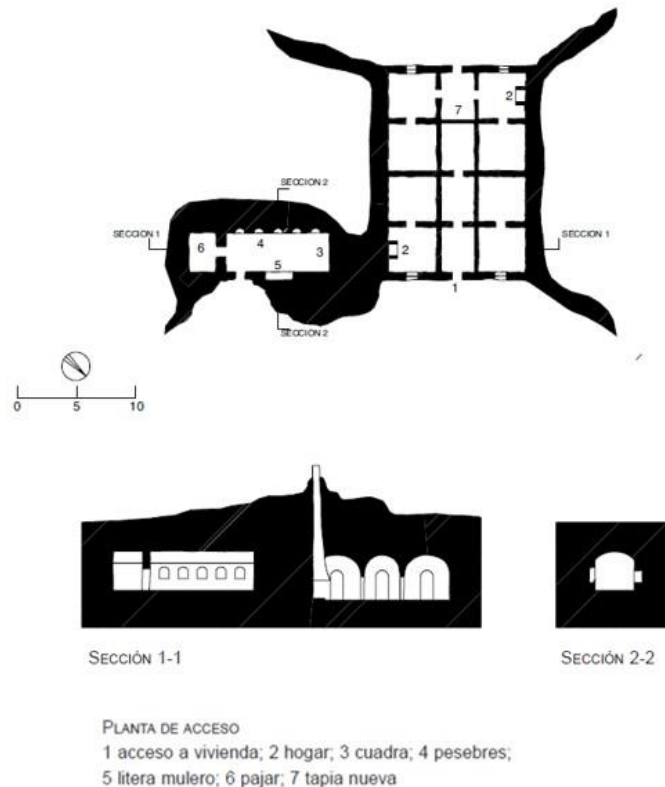 2
7
SECCION 2
SECCION 1
6
4
3
5
2
SECCION 1
1
SECCION 2
0 5 10
SECCIÓN 1-1
SECCIÓN 2-2
PLANTA DE ACCESO
1 acceso a vivienda; 2 hogar; 3 cuadra; 4 pesebres;
5 litera mulero; 6 pajar; 7 tapia nueva